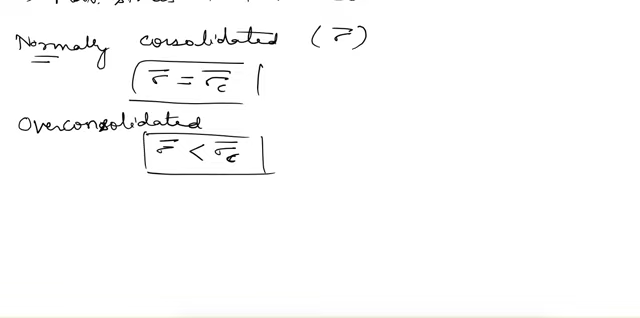 Normally consolidated (σ̅)
σ̅ = σ̅c
Overconsolidated
σ̅ < σ̅c